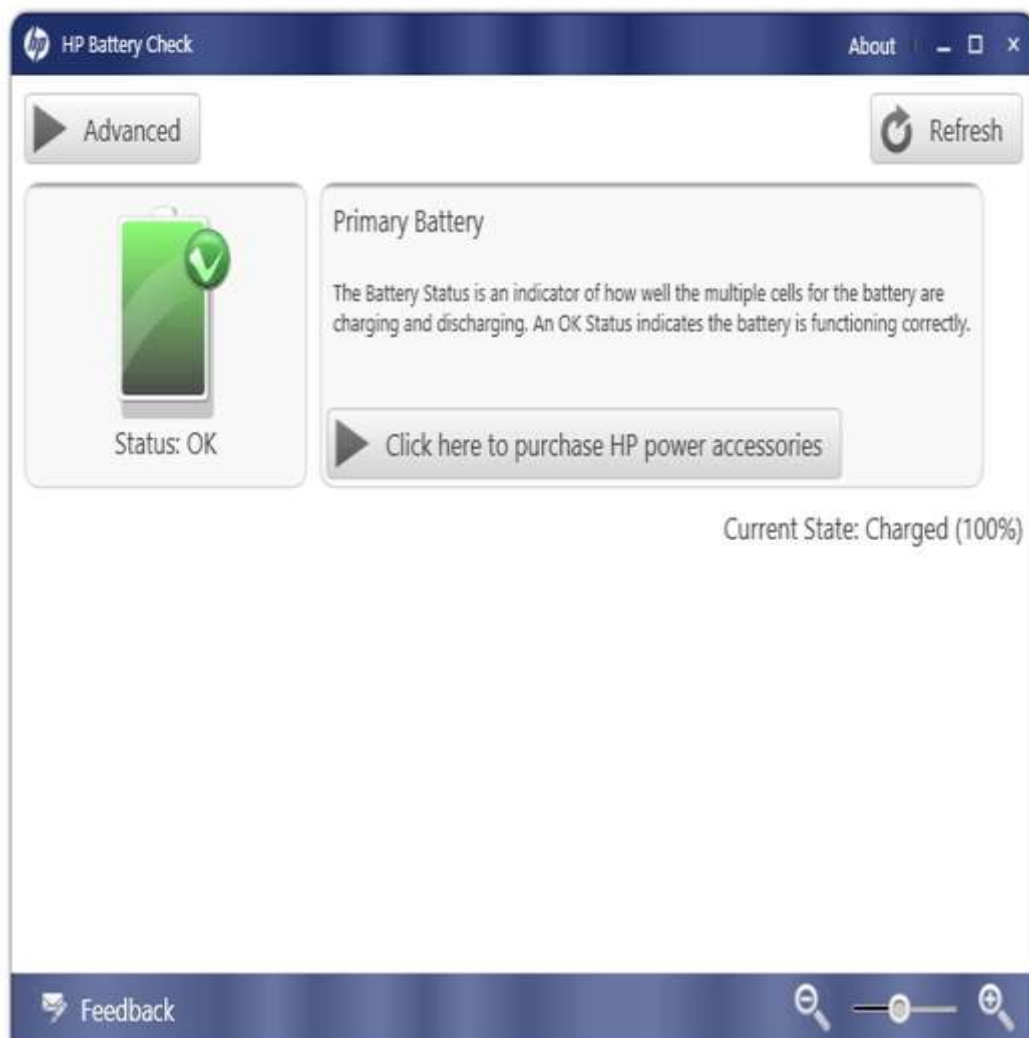 hp HP Battery Check About
Advanced Refresh
Primary Battery
The Battery Status is an indicator of how well the multiple cells for the battery are
charging and discharging. An OK Status indicates the battery is functioning correctly.
Status: OK
Click here to purchase HP power accessories
Current State: Charged (100%)
Feedback